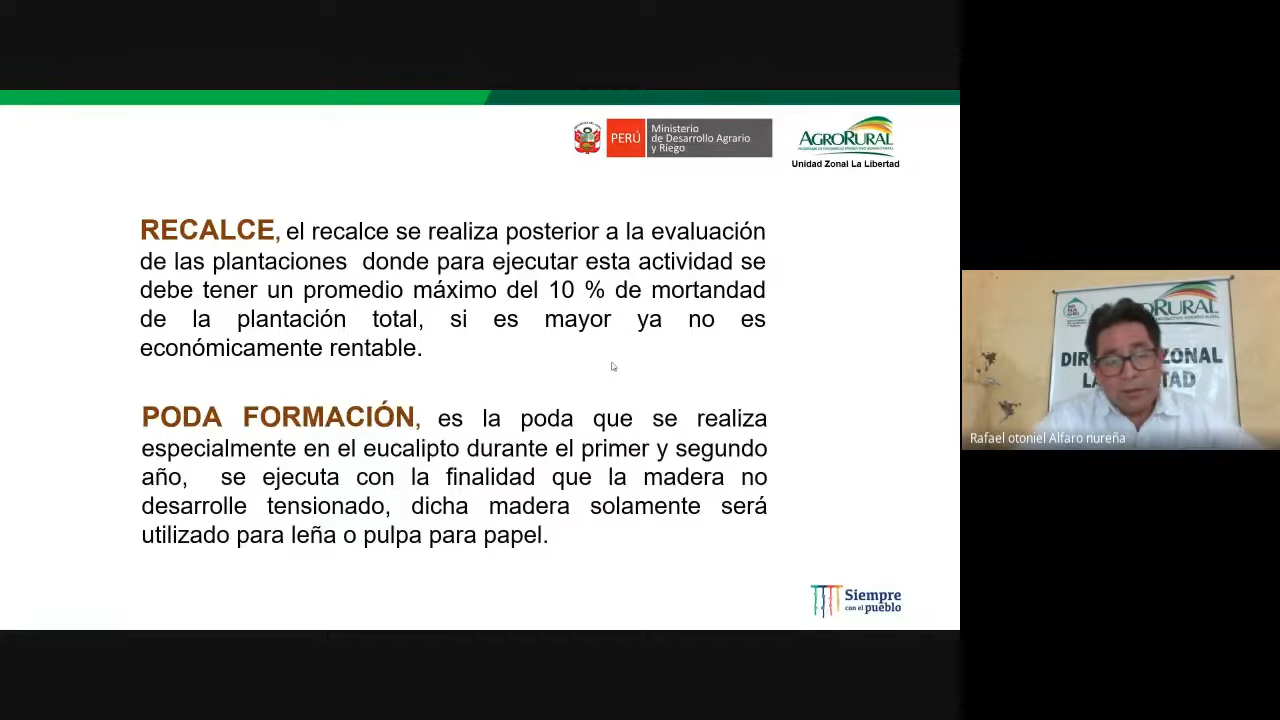 PERÚ
Ministerio
de Desarrollo Agrario
y Riego
AGRORURAL
Unidad Zonal La Libertad
RECALCE, el recalce se realiza posterior a la evaluación
de las plantaciones donde para ejecutar esta actividad se
debe tener un promedio máximo del 10 % de mortandad
de la plantación total, si es mayor ya no es
económicamente rentable.
PODA FORMACIÓN, es la poda que se realiza
especialmente en el eucalipto durante el primer y segundo
año, se ejecuta con la finalidad que la madera no
desarrolle tensionado, dicha madera solamente será
utilizado para leña o pulpa para papel.
Siempre
con el pueblo
Rafael otoniel Alfaro nureña